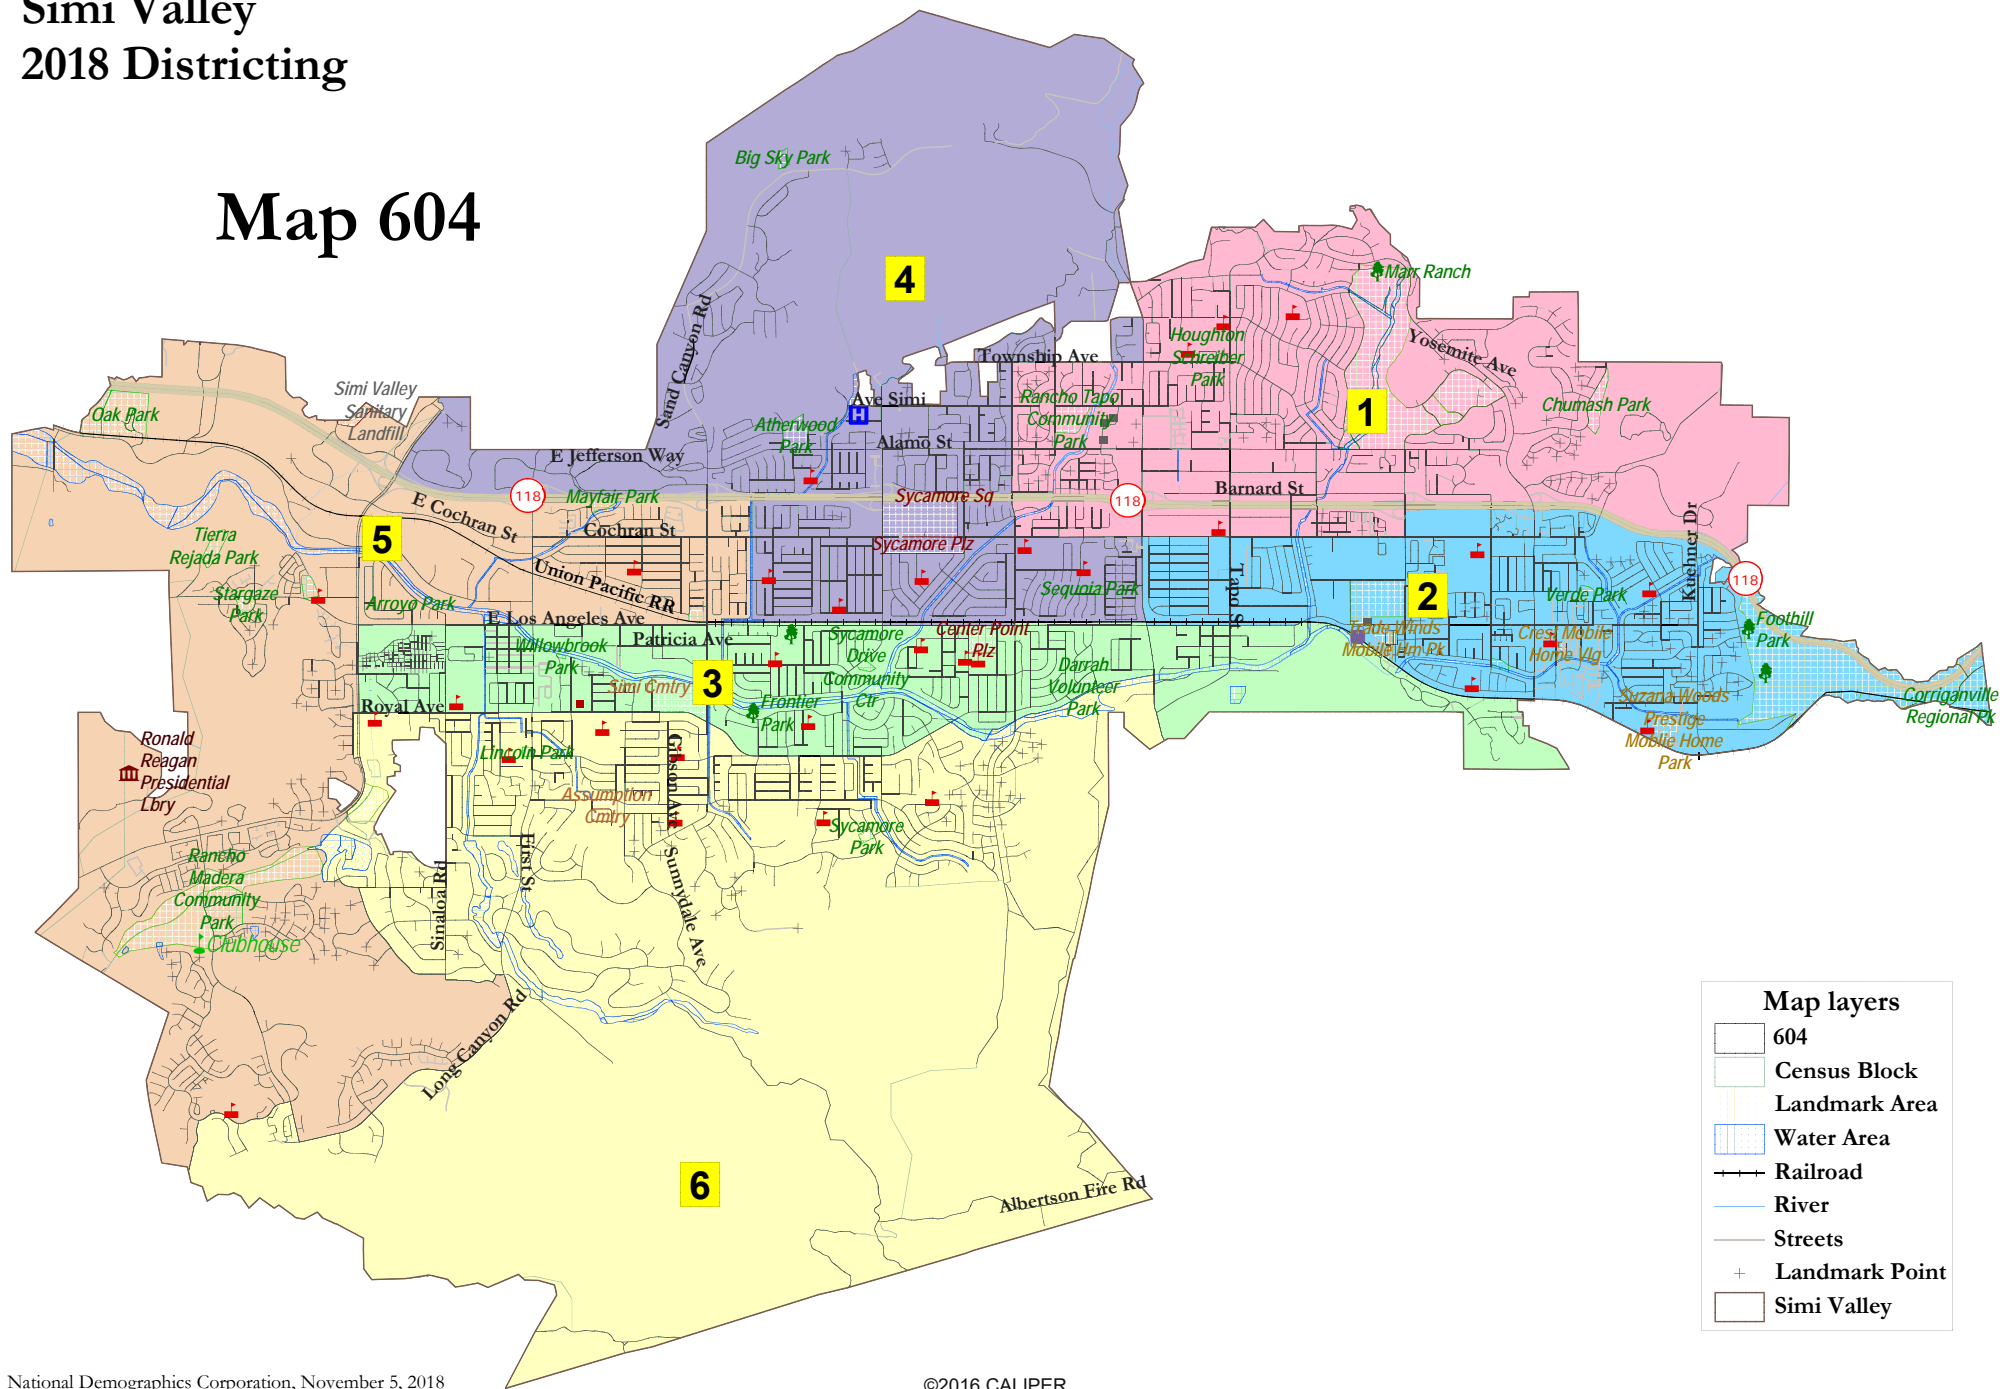 Simi Valley
2018 Districting
Map 604
Big Sky Park
4
Marr Ranch
Sand Canyon Rd
Houghton
Schreiber
Park
Yosemite Ave
Township Ave
Simi Valley
Sanitary
Landfill
Oak Park
Ave Simi
H
Rancho Tapo
Community
Park
1
Chumash Park
Atherwood
Park
Alamo St
E Jefferson Way
118
Mayfair Park
Sycamore Sq
118
Barnard St
E Cochran St
Cochran St
Kuehner Dr
Tierra
Rejada Park
5
Sycamore Plz
Union Pacific RR
118
Stargaze
Park
Arroyo Park
Sequoia Park
Tapo St
2
Verde Park
E Los Angeles Ave
Patricia Ave
Willowbrook
Park
Sycamore
Drive
Community
Ctr
Center Point
Plz
Trade Winds
Mobile Hm Pk
Crest Mobile
Home Vlg
Foothill
Park
Simi Cmtry
3
Darrah
Volunteer
Park
Frontier
Park
Royal Ave
Suzana Woods
Prestige
Moblie Home
Park
Corriganville
Regional Pk
Ronald
Reagan
Presidential
Lbry
Lincoln Park
Gibson Ave
Assumption
Cmtry
Sycamore
Park
Rancho
Madera
Community
Park
Clubhouse
Sinaloa Rd
First St
Sunnydale Ave
Long Canyon Rd
6
Albertson Fire Rd
Map layers
604
Census Block
Landmark Area
Water Area
Railroad
River
Streets
Landmark Point
Simi Valley
National Demographics Corporation, November 5, 2018
©2016 CALIPER